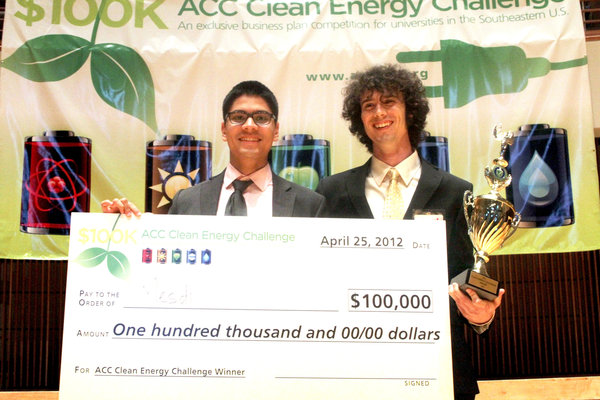 $100K ACC Clean Energy Challenge
An exclusive business plan competition for universities in the Southeastern U.S.
$100K ACC Clean Energy Challenge
April 25, 2012 DATE
PAY TO THE
ORDER OF
$100,000
AMOUNT One hundred thousand and 00/00 dollars
FOR ACC Clean Energy Challenge Winner
SIGNED